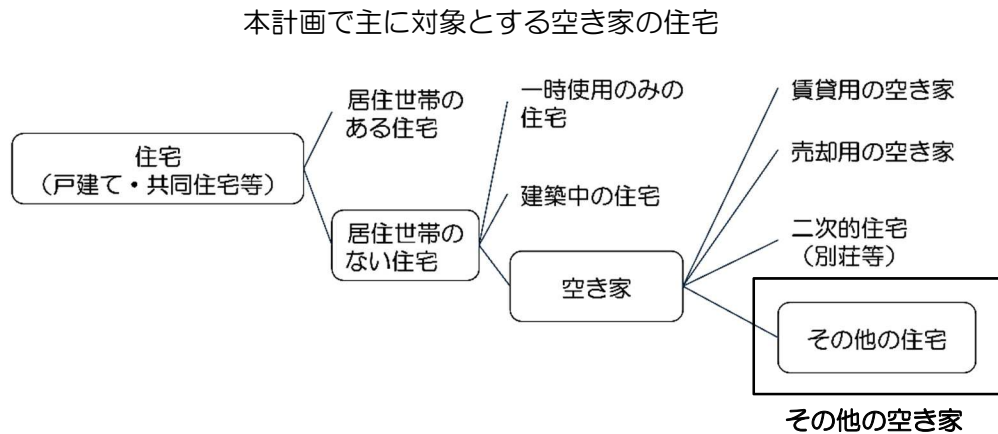 本計画で主に対象とする空き家の住宅
住宅
（戸建て・共同住宅等）
居住世帯の
ある住宅
居住世帯の
ない住宅
一時使用のみの
住宅
建築中の住宅
空き家
賃貸用の空き家
売却用の空き家
二次的住宅
（別荘等）
その他の住宅
その他の空き家